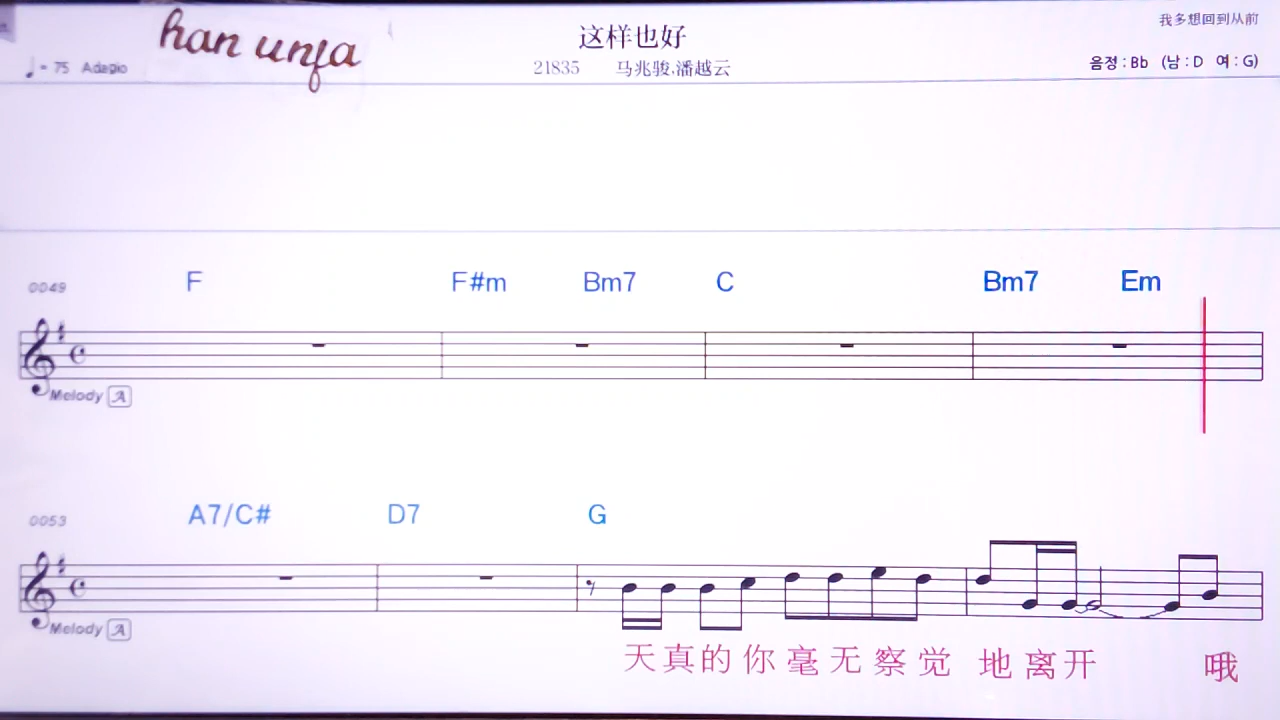 han unfa
这样也好
我多想回到从前
♩= 75 Adagio
21835 马兆骏.潘越云
음정 : Bb (남 : D 여 : G)
0049 F F#m Bm7 C Bm7 Em
Melody A
0053 A7/C# D7 G
Melody A
天真的你毫无察觉 地离开 哦